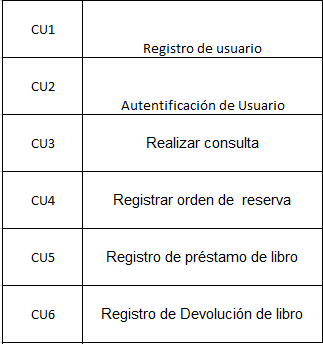 CU1 Registro de usuario
CU2 Autentificación de Usuario
CU3 Realizar consulta
CU4 Registrar orden de reserva
CU5 Registro de préstamo de libro
CU6 Registro de Devolución de libro